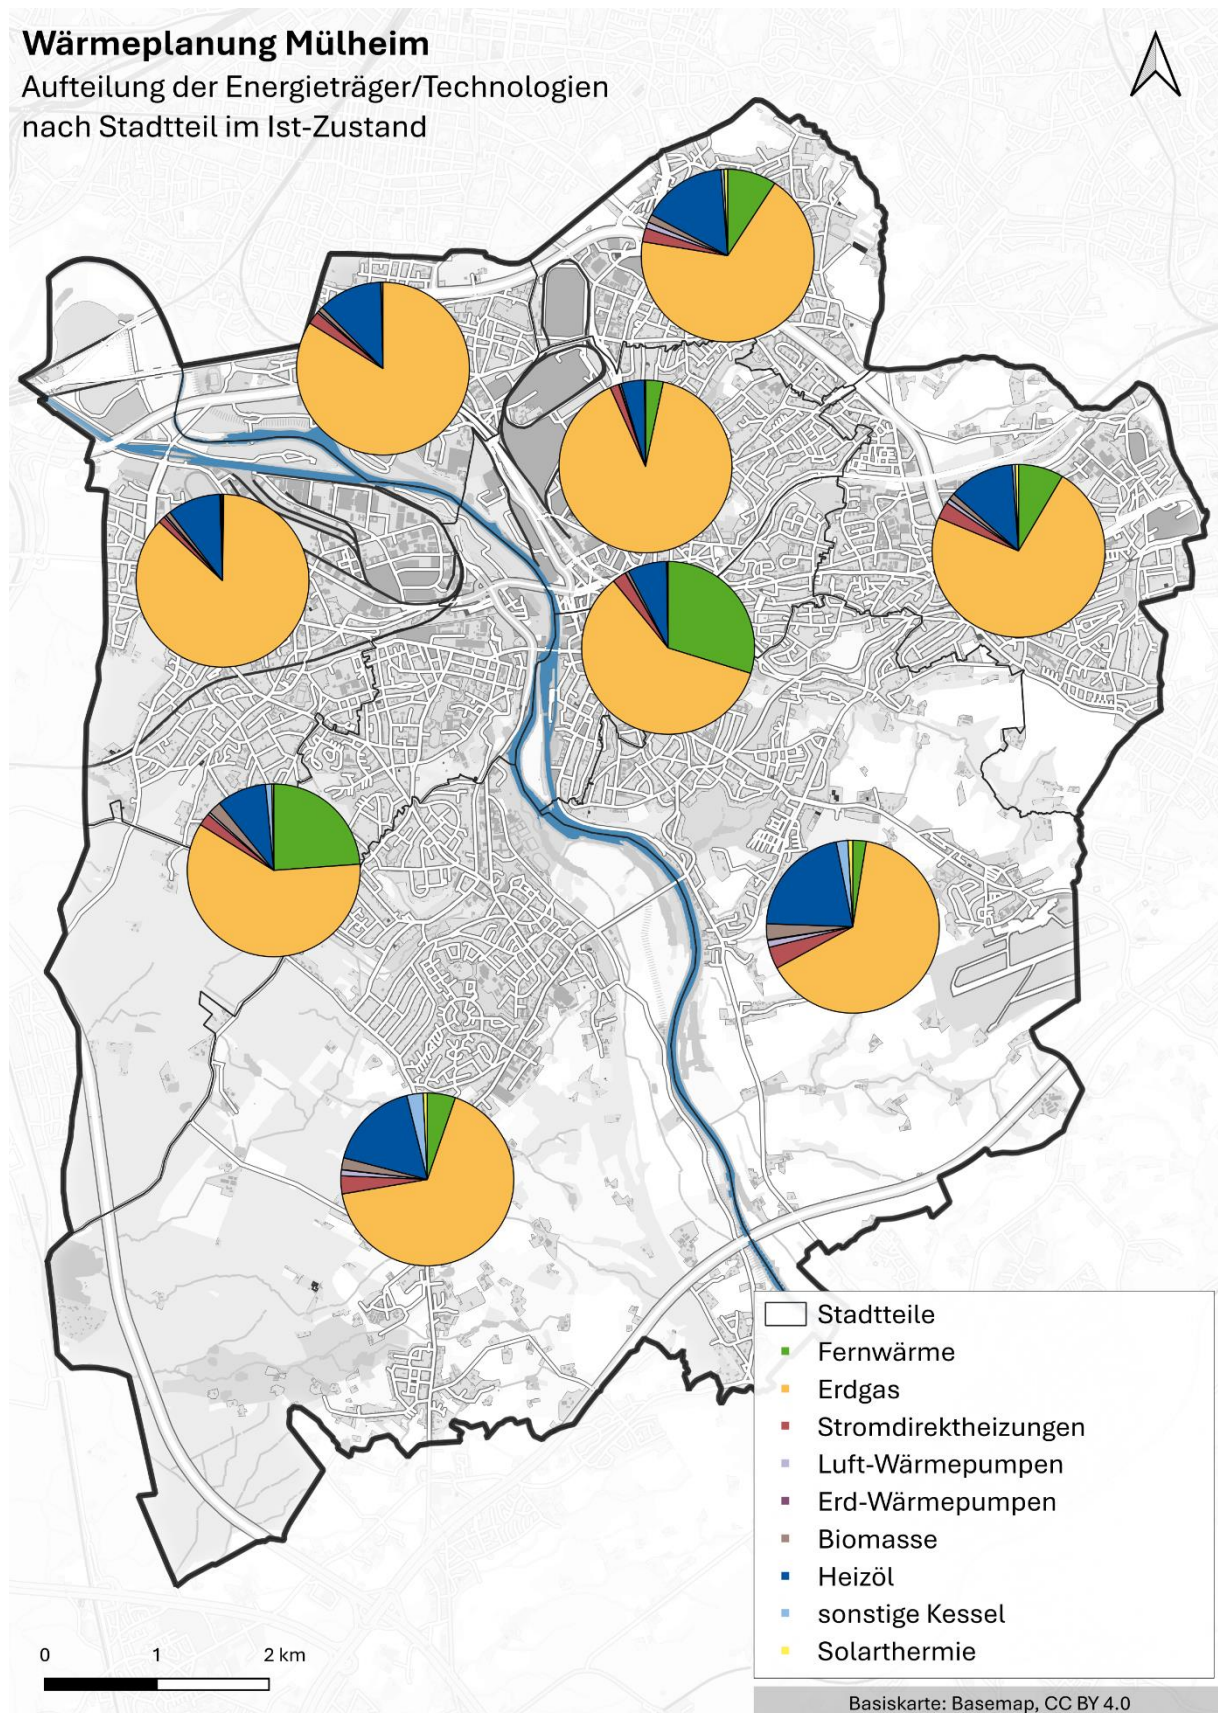 Wärmeplanung Mülheim
Aufteilung der Energieträger/Technologien
nach Stadtteil im Ist-Zustand
Stadtteile
Fernwärme
Erdgas
Stromdirektheizungen
Luft-Wärmepumpen
Erd-Wärmepumpen
Biomasse
Heizöl
sonstige Kessel
Solarthermie
0 1 2 km
Basiskarte: Basemap, CC BY 4.0